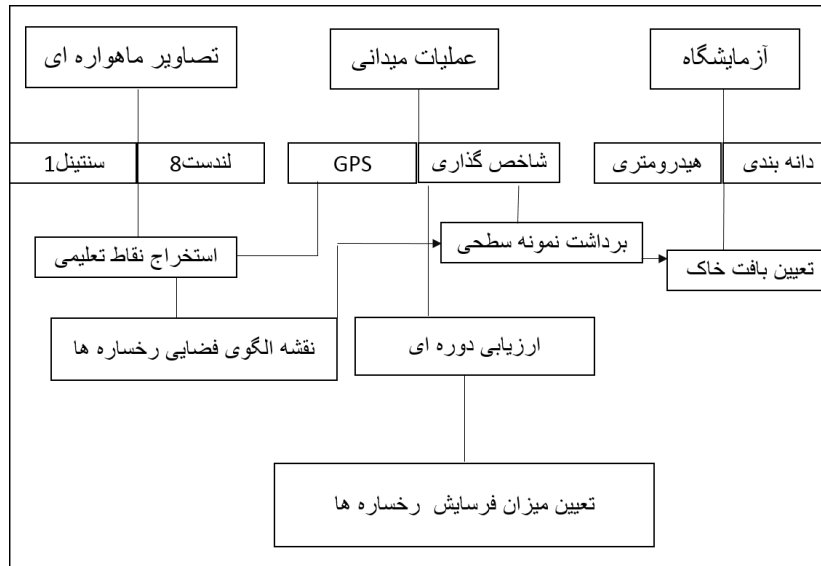 آزمایشگاه
عملیات میدانی
تصاویر ماهواره ای
دانه بندی
هیدرومتری
شاخص گذاری
GPS
لندست8
سنتینل1
برداشت نمونه سطحی
استخراج نقاط تعلیمی
تعیین بافت خاک
ارزیابی دوره ای
نقشه الگوی فضایی رخساره ها
تعیین میزان فرسایش رخساره ها